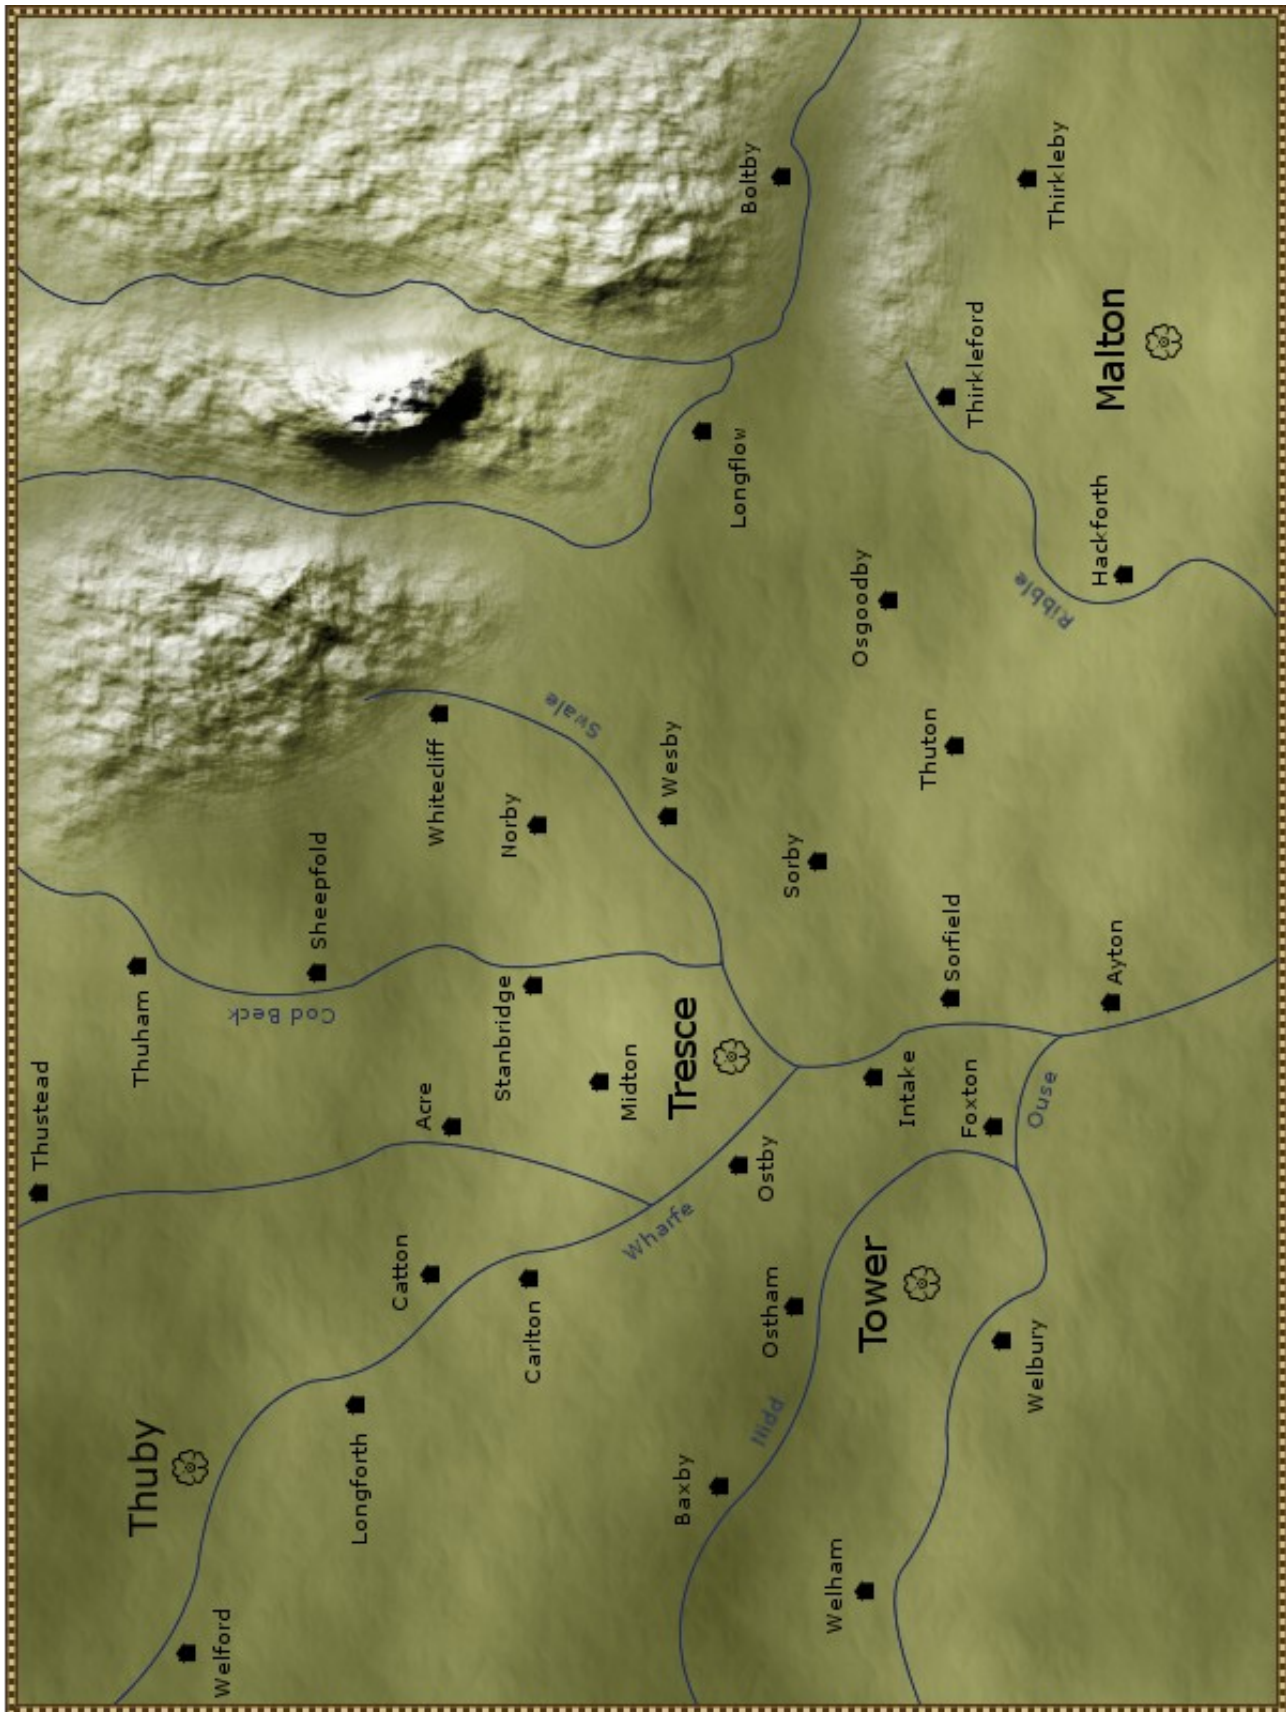 Thustead
Thuby
Thuham
Welford
Cod Beck
Sheepfold
Longforth
Catton
Acre
Whitecliff
Stanbridge
Norby
Carlton
Swale
Midton
Wharfe
Wesby
Baxby
Tresce
Longflow
Boltby
Nidd
Ostham
Ostby
Sorby
Welham
Osgoodby
Tower
Intake
Thuton
Sorfield
Foxton
Thirkleford
Welbury
Ouse
Ribble
Thirkleby
Hackforth
Malton
Ayton